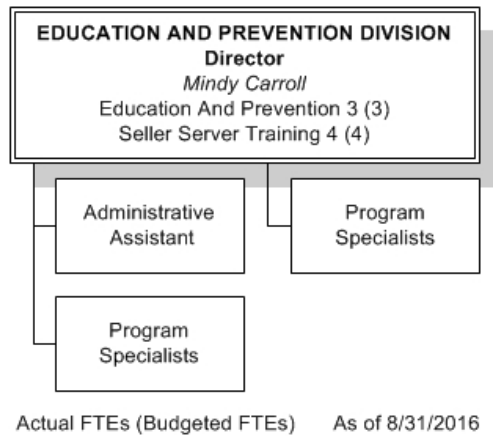 EDUCATION AND PREVENTION DIVISION
Director
Mindy Carroll
Education And Prevention 3 (3)
Seller Server Training 4 (4)
Administrative
Assistant
Program
Specialists
Program
Specialists
Actual FTEs (Budgeted FTEs) As of 8/31/2016